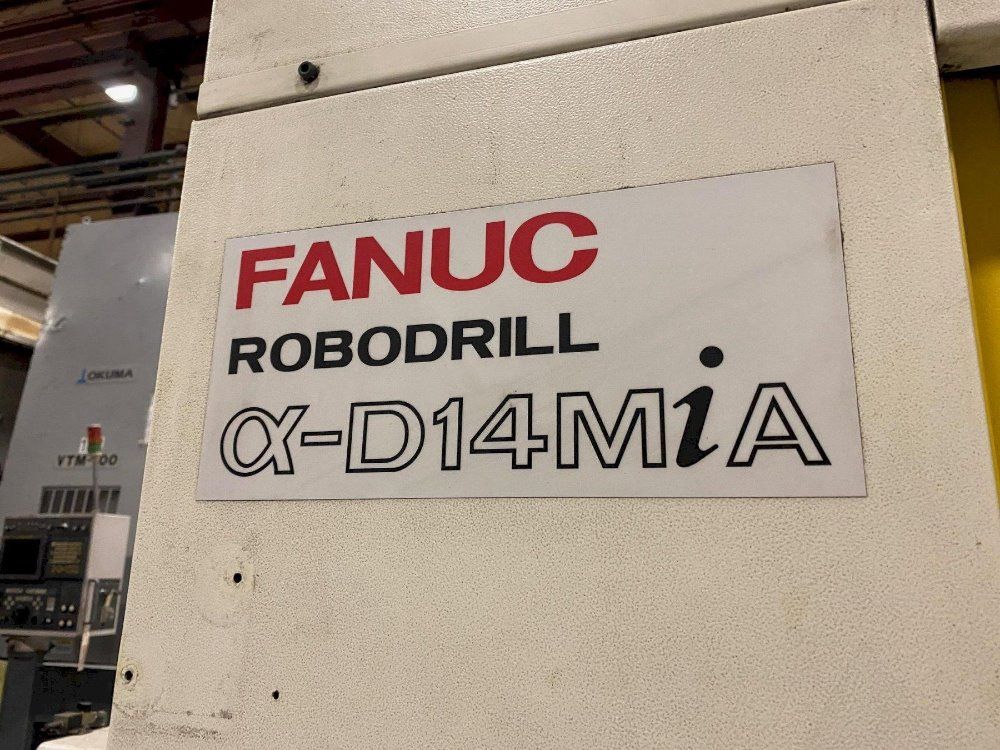 FANUC
ROBODRILL
α-D14MiA
OKUMA